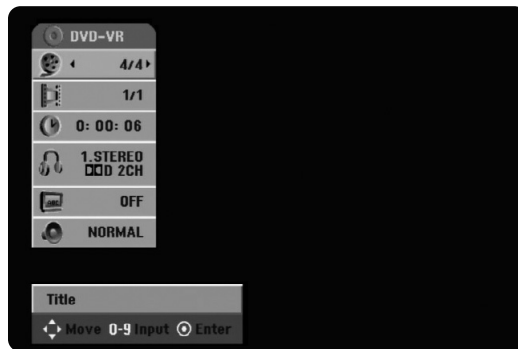 DVD-VR
4/4
1/1
0: 00: 06
1.STEREO
D 2CH
ABC
OFF
NORMAL
Title
Move 0-9 Input Enter